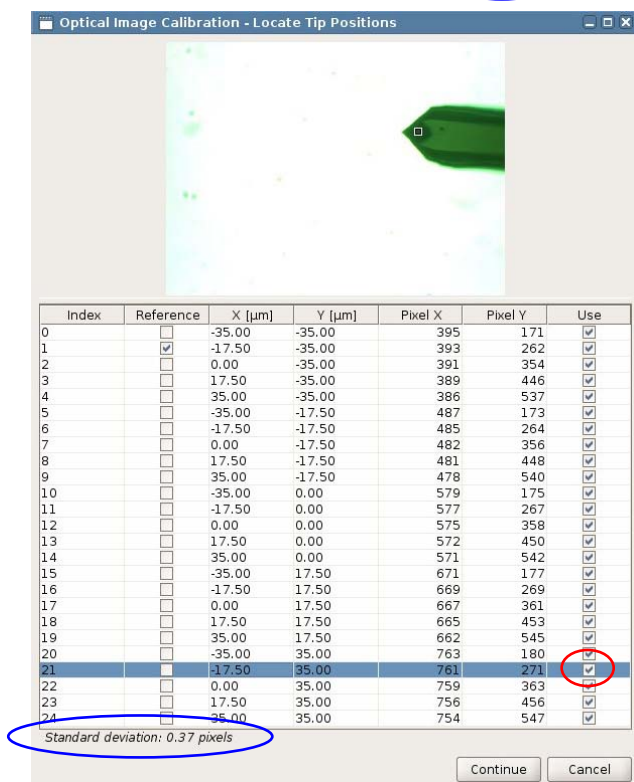 Optical Image Calibration - Locate Tip Positions
Index Reference X [µm] Y [µm] Pixel X Pixel Y Use
0 -35.00 -35.00 395 171
1 -17.50 -35.00 393 262
2 0.00 -35.00 391 354
3 17.50 -35.00 389 446
4 35.00 -35.00 386 537
5 -35.00 -17.50 487 173
6 -17.50 -17.50 485 264
7 0.00 -17.50 482 356
8 17.50 -17.50 481 448
9 35.00 -17.50 478 540
10 -35.00 0.00 579 175
11 -17.50 0.00 577 267
12 0.00 0.00 575 358
13 17.50 0.00 572 450
14 35.00 0.00 571 542
15 -35.00 17.50 671 177
16 -17.50 17.50 669 269
17 0.00 17.50 667 361
18 17.50 17.50 665 453
19 35.00 17.50 662 545
20 -35.00 35.00 763 180
21 -17.50 35.00 761 271
22 0.00 35.00 759 363
23 17.50 35.00 756 456
24 35.00 35.00 754 547
Standard deviation: 0.37 pixels
Continue Cancel